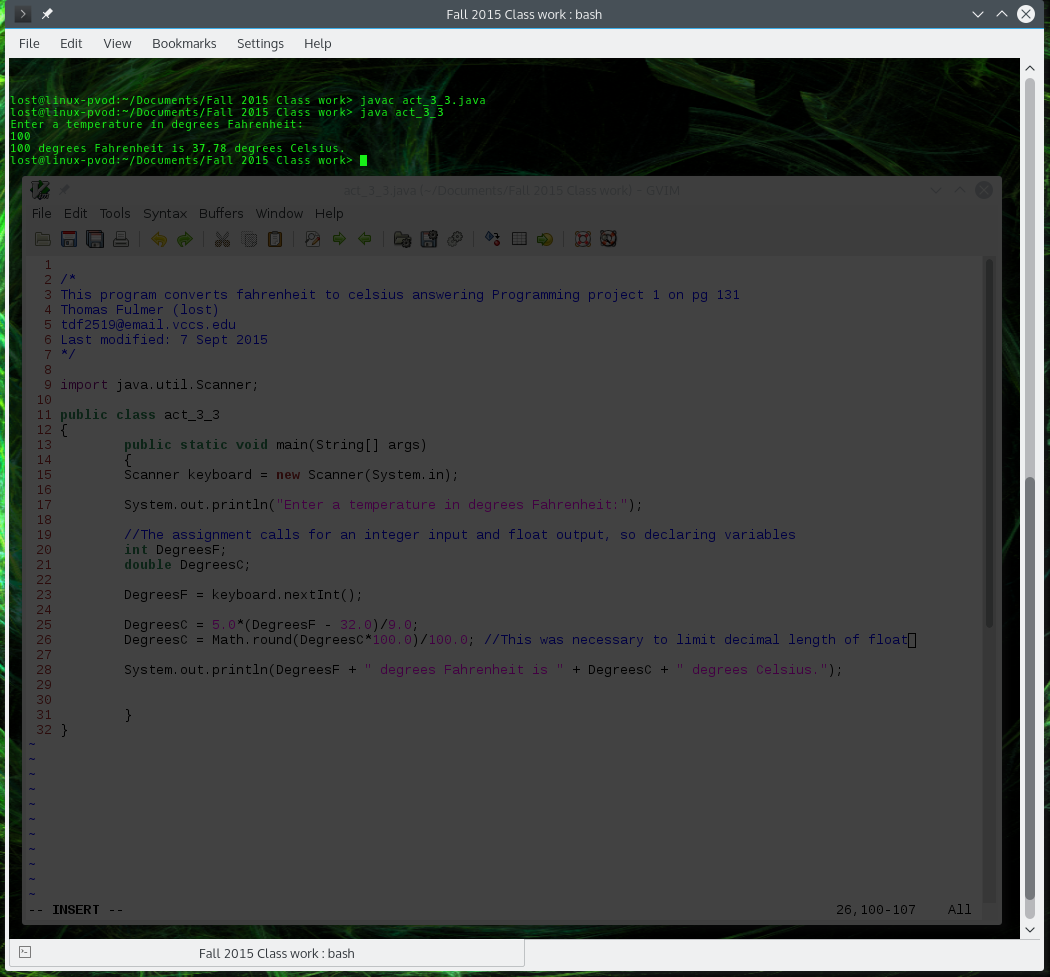 Fall 2015 Class work : bash
File Edit View Bookmarks Settings Help
lost@linux-pvod:~/Documents/Fall 2015 Class work> javac act_3_3.java
lost@linux-pvod:~/Documents/Fall 2015 Class work> java act_3_3
Enter a temperature in degrees Fahrenheit:
100
100 degrees Fahrenheit is 37.78 degrees Celsius.
lost@linux-pvod:~/Documents/Fall 2015 Class work>
act_3_3.java (~/Documents/Fall 2015 Class work) - GVIM
File Edit Tools Syntax Buffers Window Help
1
2 /*
3 This program converts fahrenheit to celsius answering Programming project 1 on pg 131
4 Thomas Fulmer (lost)
5 tdf2519@email.vccs.edu
6 Last modified: 7 Sept 2015
7 */
8
9 import java.util.Scanner;
10
11 public class act_3_3
12 {
13 public static void main(String[] args)
14 {
15 Scanner keyboard = new Scanner(System.in);
16
17 System.out.println("Enter a temperature in degrees Fahrenheit:");
18
19 //The assignment calls for an integer input and float output, so declaring variables
20 int DegreesF;
21 double DegreesC;
22
23 DegreesF = keyboard.nextInt();
24
25 DegreesC = 5.0*(DegreesF - 32.0)/9.0;
26 DegreesC = Math.round(DegreesC*100.0)/100.0; //This was necessary to limit decimal length of float
27
28 System.out.println(DegreesF + " degrees Fahrenheit is " + DegreesC + " degrees Celsius.");
29
30
31 }
32 }
~
~
~
~
~
~
~
~
~
~
~
-- INSERT -- 26,100-107 All
Fall 2015 Class work : bash